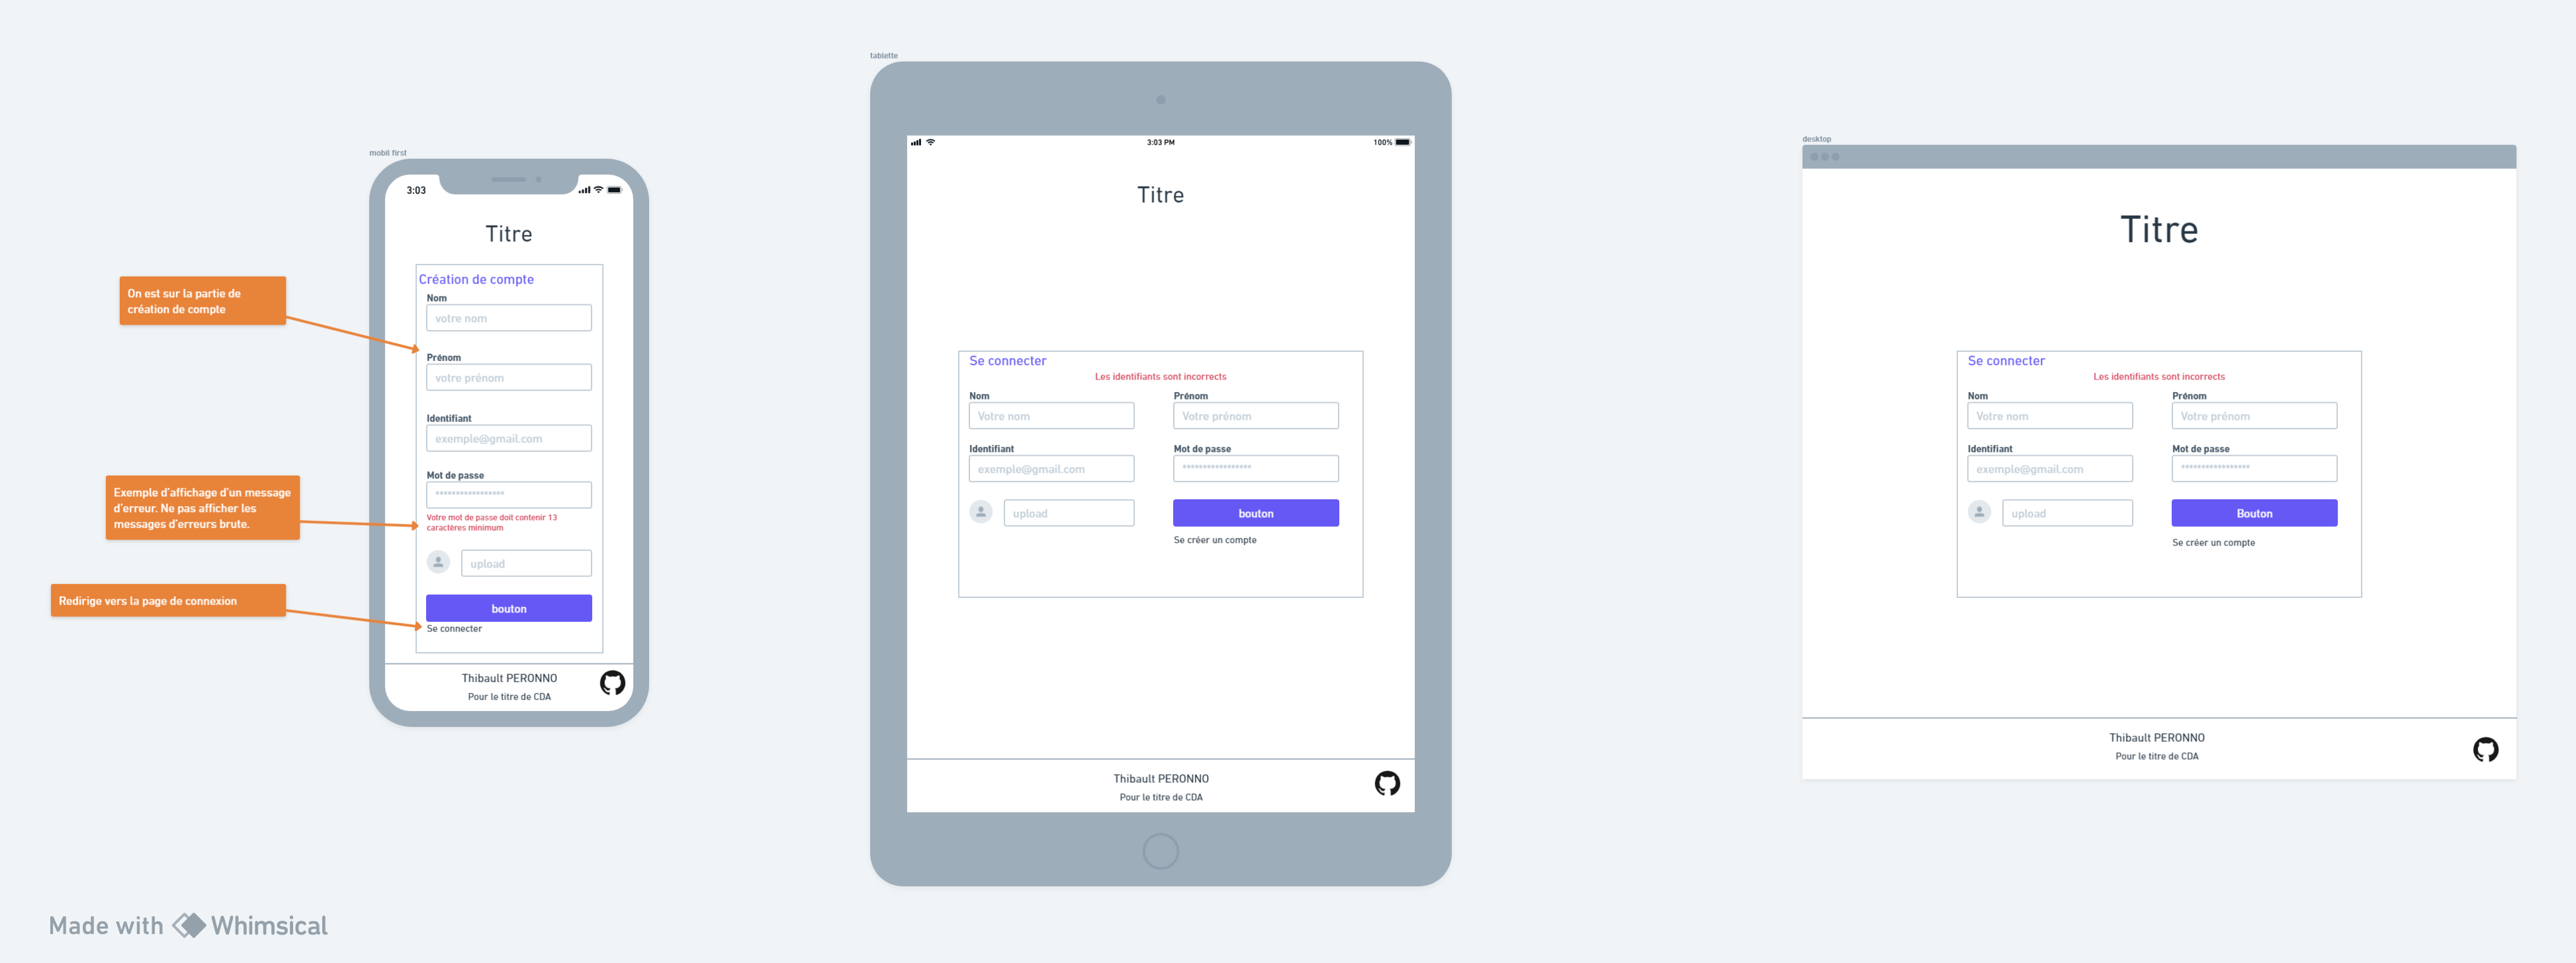 mobil first
3:03
Titre
Création de compte
Nom
votre nom
Prénom
votre prénom
Identifiant
exemple@gmail.com
Mot de passe
*****************
Votre mot de passe doit contenir 13
caractères minimum
upload
bouton
Se connecter
Thibault PERONNO
Pour le titre de CDA
On est sur la partie de
création de compte
Exemple d'affichage d'un message
d'erreur. Ne pas afficher les
messages d'erreurs brute.
Redirige vers la page de connexion
tablette
3:03 PM
100%
Titre
Se connecter
Les identifiants sont incorrects
Nom
Prénom
Votre nom
Votre prénom
Identifiant
Mot de passe
exemple@gmail.com
*****************
upload
bouton
Se créer un compte
Thibault PERONNO
Pour le titre de CDA
desktop
Titre
Se connecter
Les identifiants sont incorrects
Nom
Prénom
Votre nom
Votre prénom
Identifiant
Mot de passe
exemple@gmail.com
*****************
upload
Bouton
Se créer un compte
Thibault PERONNO
Pour le titre de CDA
Made with Whimsical